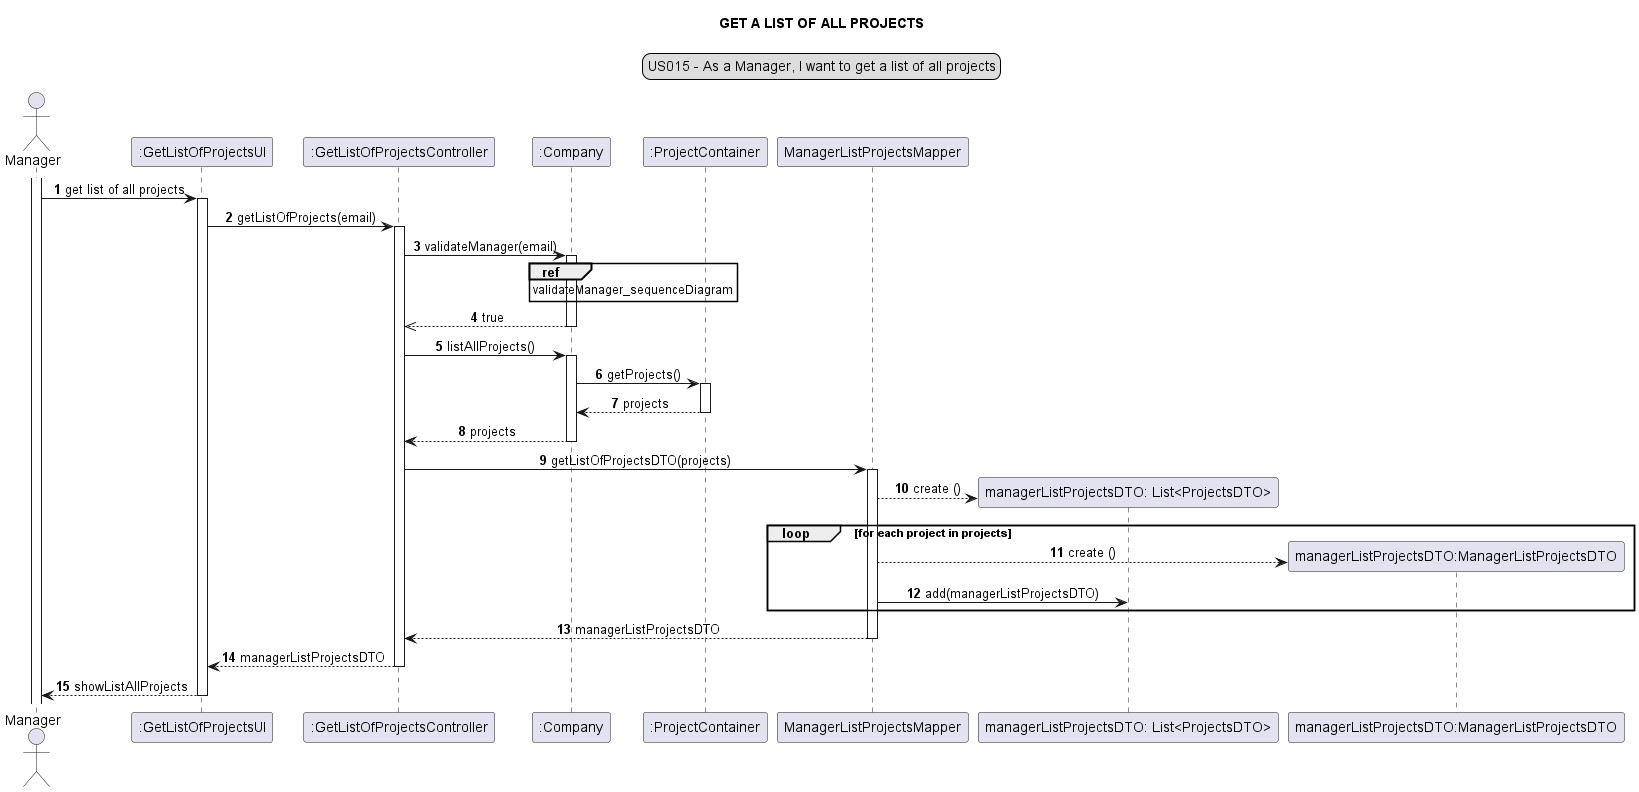 GET A LIST OF ALL PROJECTS
US015 - As a Manager, I want to get a list of all projects
Manager
:GetListOfProjectsUI
:GetListOfProjectsController
:Company
:ProjectContainer
ManagerListProjectsMapper
1 get list of all projects
2 getListOfProjects(email)
3 validateManager(email)
ref
validateManager_sequenceDiagram
4 true
5 listAllProjects()
6 getProjects()
7 projects
8 projects
9 getListOfProjectsDTO(projects)
10 create ()
managerListProjectsDTO: List<ProjectsDTO>
loop
[for each project in projects]
11 create ()
managerListProjectsDTO:ManagerListProjectsDTO
12 add(managerListProjectsDTO)
13 managerListProjectsDTO
14 managerListProjectsDTO
15 showListAllProjects
Manager
:GetListOfProjectsUI
:GetListOfProjectsController
:Company
:ProjectContainer
ManagerListProjectsMapper
managerListProjectsDTO: List<ProjectsDTO>
managerListProjectsDTO:ManagerListProjectsDTO